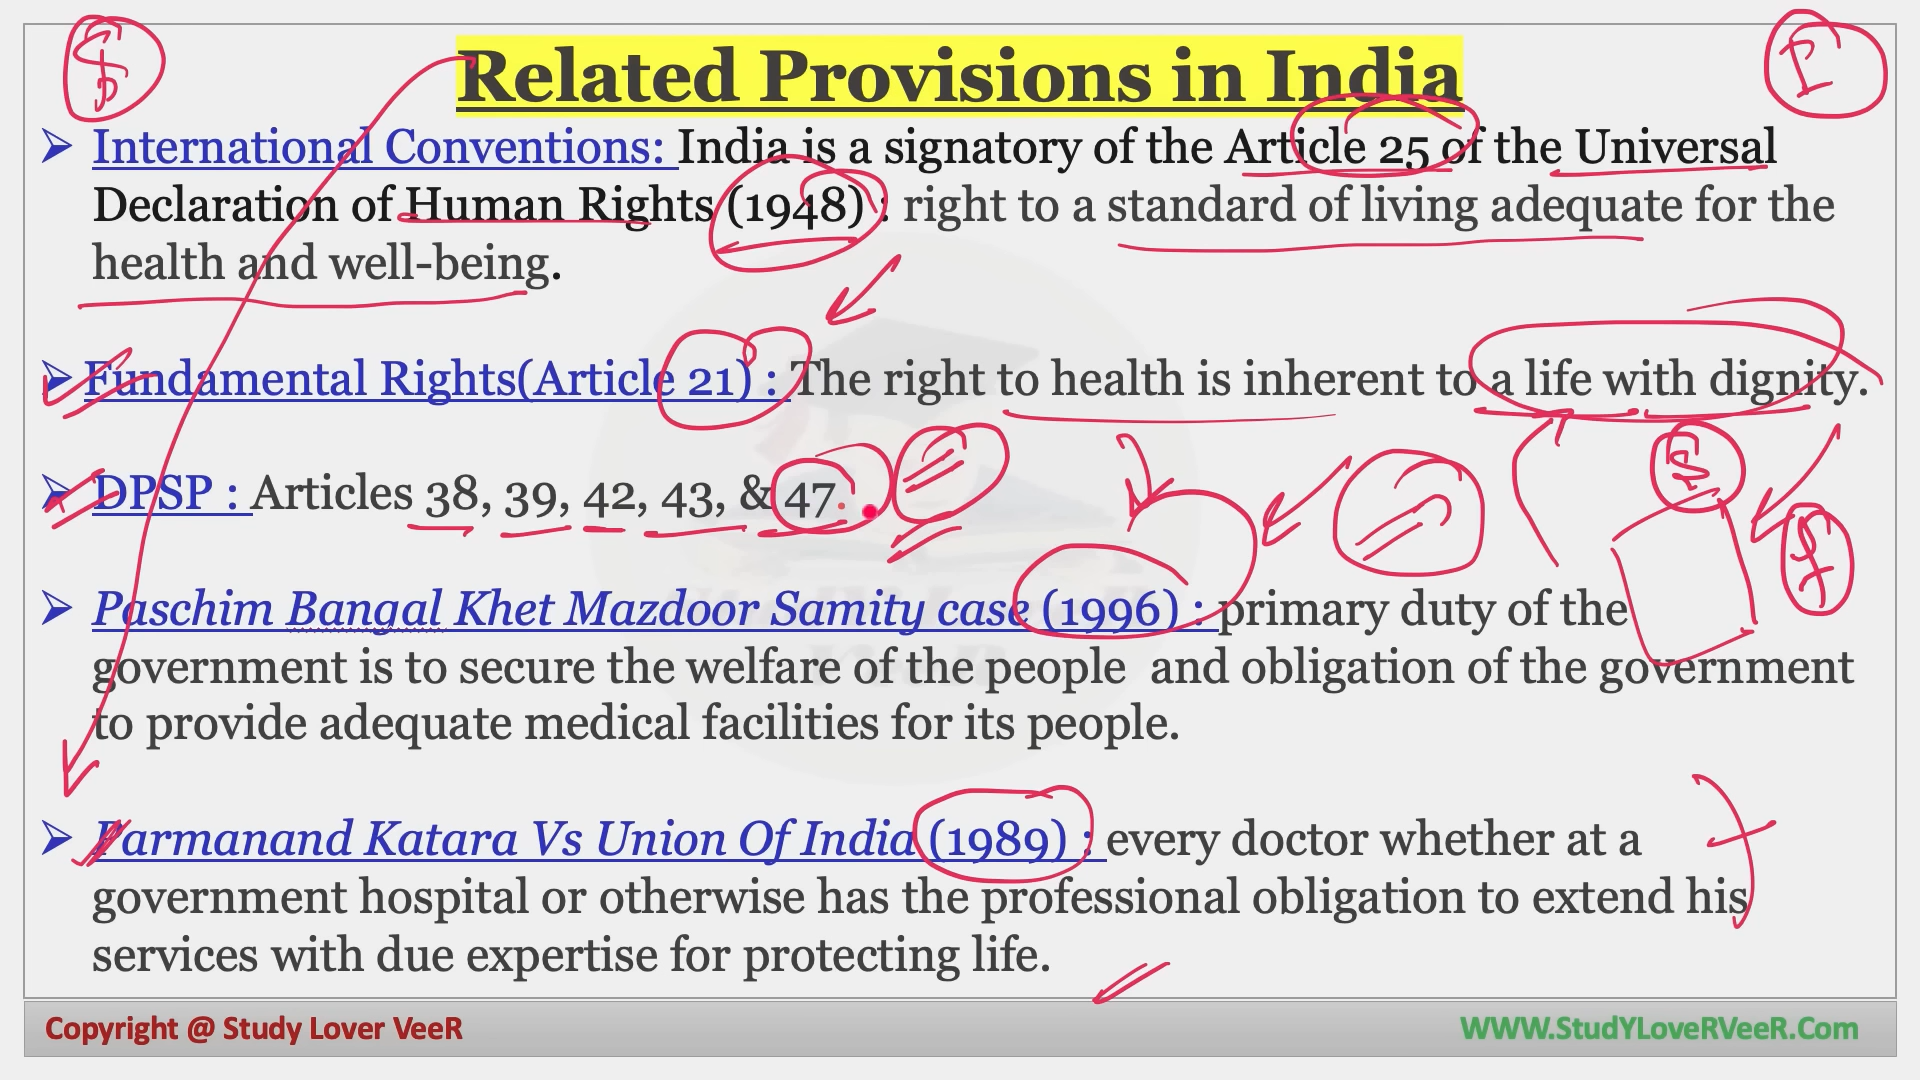 Related Provisions in India
International Conventions: India is a signatory of the Article 25 of the Universal
Declaration of Human Rights (1948) : right to a standard of living adequate for the
health and well-being.
Fundamental Rights(Article 21) : The right to health is inherent to a life with dignity.
DPSP : Articles 38, 39, 42, 43, & 47.
Paschim Bangal Khet Mazdoor Samity case (1996) : primary duty of the
government is to secure the welfare of the people and obligation of the government
to provide adequate medical facilities for its people.
Parmanand Katara Vs Union Of India (1989) : every doctor whether at a
government hospital or otherwise has the professional obligation to extend his
services with due expertise for protecting life.
Copyright @ Study Lover VeeR
WWW.StudYLoveRVeeR.Com